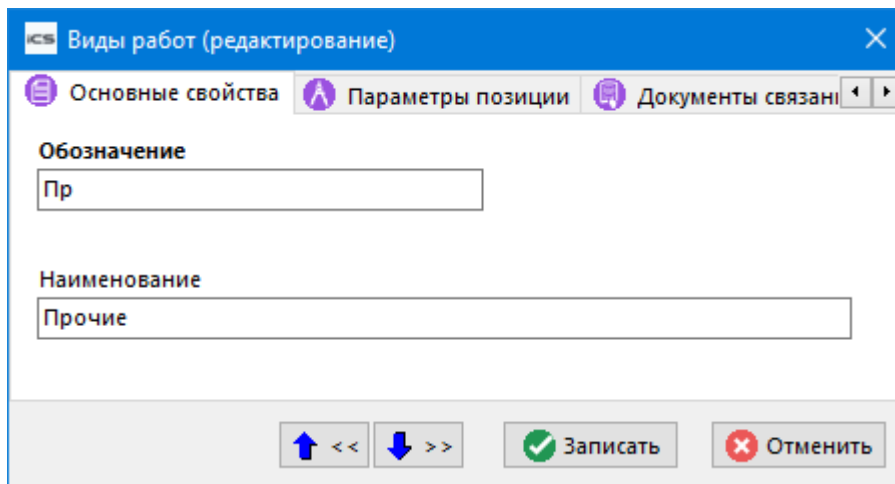 iCS Виды работ (редактирование)
Основные свойства Параметры позиции Документы связан
Обозначение
Пр
Наименование
Прочие
<< >> Записать Отменить